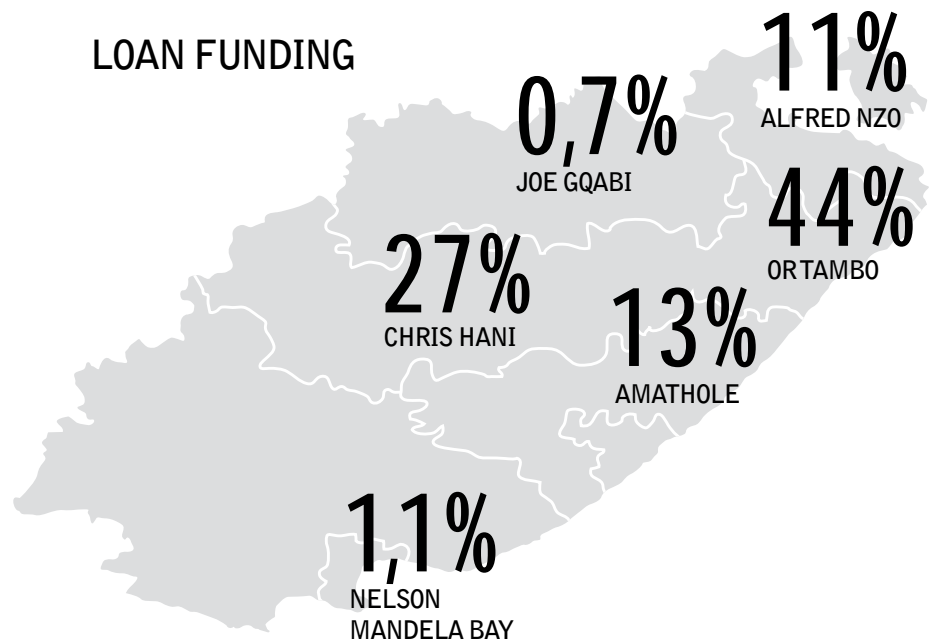 LOAN FUNDING
11%
ALFRED NZO
0,7%
JOE GQABI
44%
OR TAMBO
27%
CHRIS HANI
13%
AMATHOLE
1,1%
NELSON
MANDELA BAY